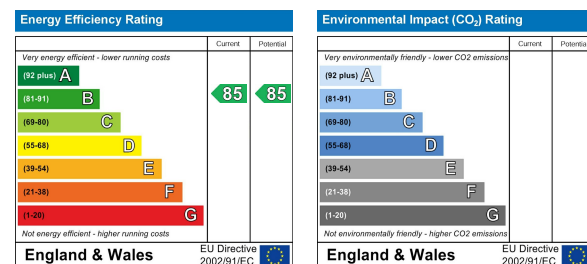 Energy Efficiency Rating
Current Potential
Very energy efficient - lower running costs
(92 plus) A
(81-91) B
85 85
(69-80) C
(55-68) D
(39-54) E
(21-38) F
(1-20) G
Not energy efficient - higher running costs
England & Wales
EU Directive
2002/91/EC
Environmental Impact (CO₂) Rating
Current Potential
Very environmentally friendly - lower CO2 emissions
(92 plus) A
(81-91) B
(69-80) C
(55-68) D
(39-54) E
(21-38) F
(1-20) G
Not environmentally friendly - higher CO2 emissions
England & Wales
EU Directive
2002/91/EC